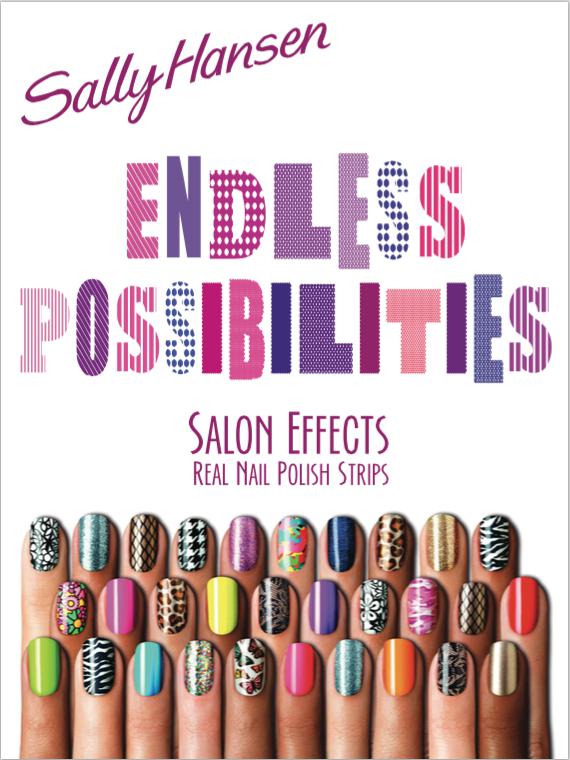 Sally Hansen
ENDLESS
POSSIBILITIES
SALON EFFECTS
REAL NAIL POLISH STRIPS